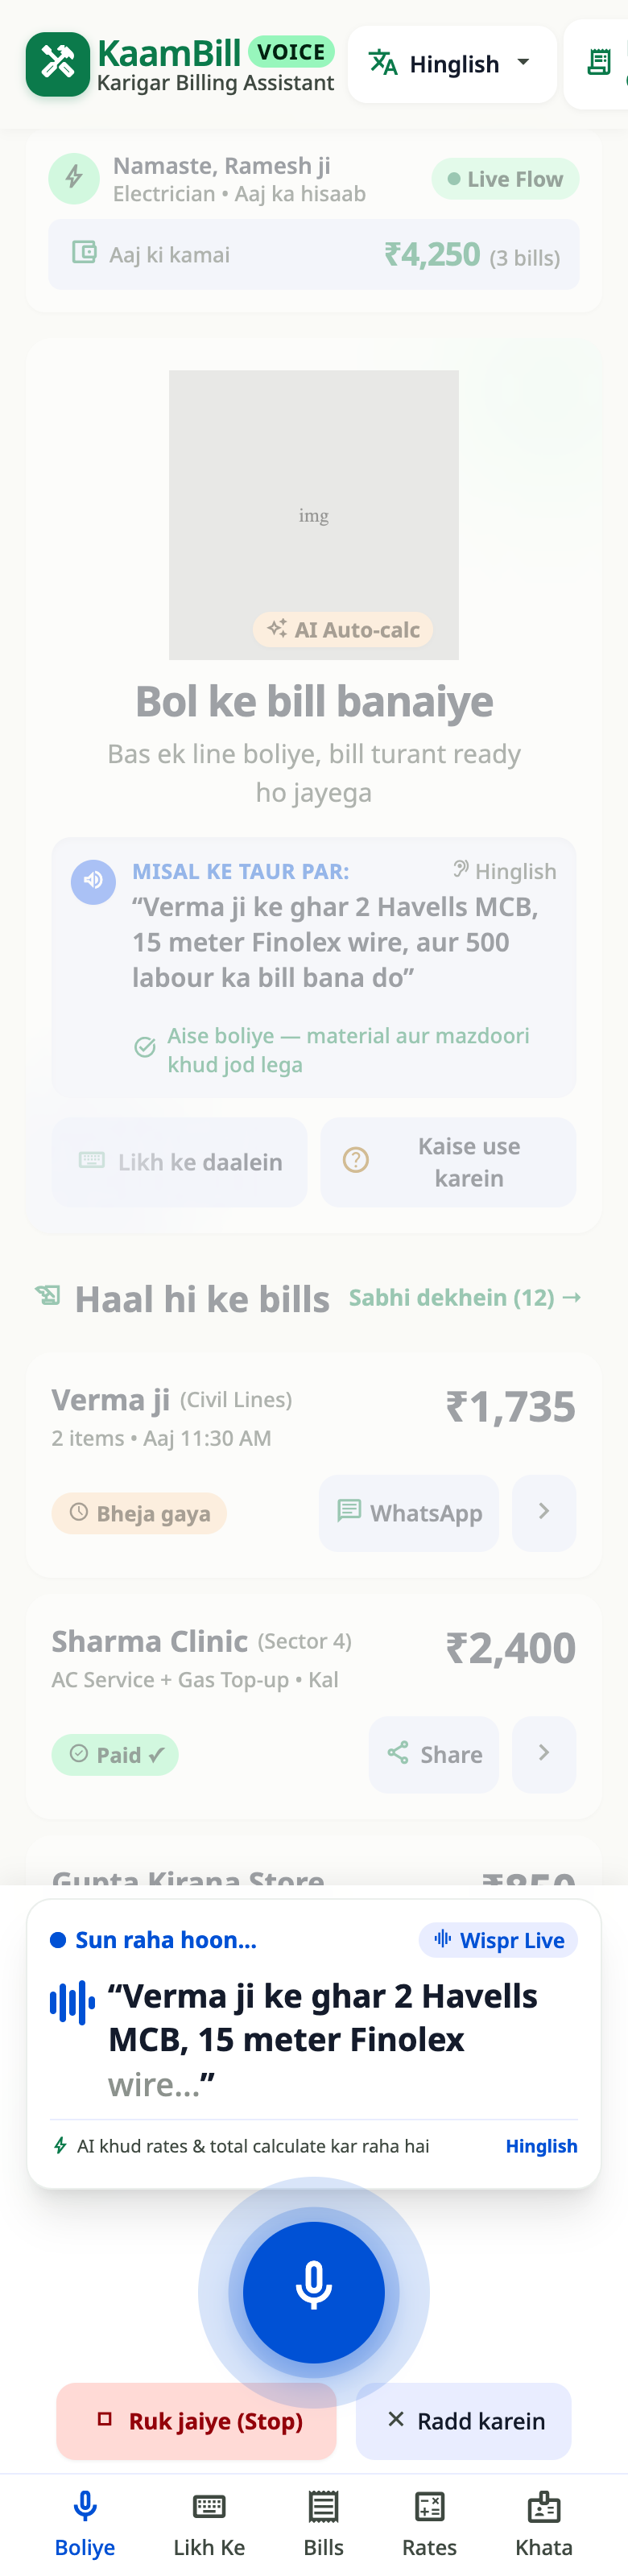 KaamBill VOICE
Karigar Billing Assistant
Hinglish
Namaste, Ramesh ji
Electrician • Aaj ka hisaab
Live Flow
Aaj ki kamai
₹4,250 (3 bills)
img
AI Auto-calc
Bol ke bill banaiye
Bas ek line boliye, bill turant ready
ho jayega
MISAL KE TAUR PAR:
Hinglish
“Verma ji ke ghar 2 Havells MCB,
15 meter Finolex wire, aur 500
labour ka bill bana do”
Aise boliye — material aur mazdoori
khud jod lega
Likh ke daalein
Kaise use
karein
Haal hi ke bills
Sabhi dekhein (12) →
Verma ji (Civil Lines)
₹1,735
2 items • Aaj 11:30 AM
Bheja gaya
WhatsApp
Sharma Clinic (Sector 4)
₹2,400
AC Service + Gas Top-up • Kal
Paid ✓
Share
Gupta Kirana Store
₹850
Sun raha hoon...
Wispr Live
“Verma ji ke ghar 2 Havells
MCB, 15 meter Finolex
wire...”
AI khud rates & total calculate kar raha hai
Hinglish
Ruk jaiye (Stop)
Radd karein
Boliye
Likh Ke
Bills
Rates
Khata